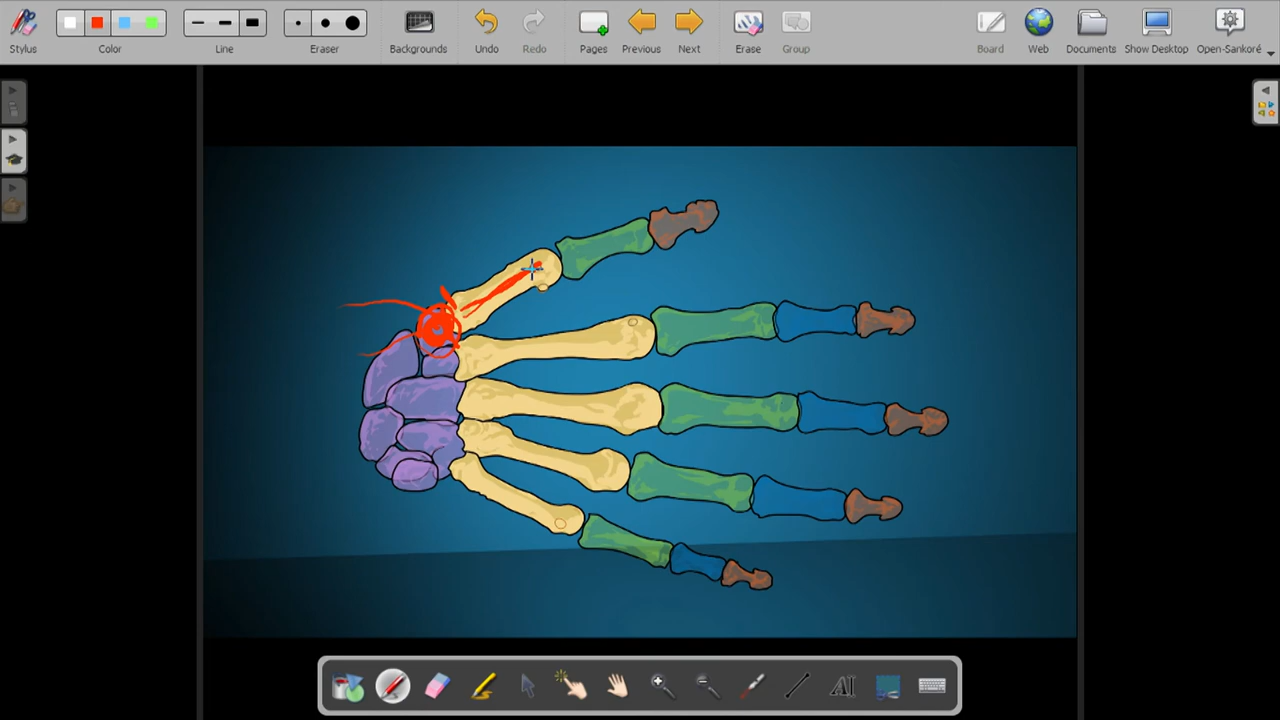 Stylus
Color
Line
Eraser
Backgrounds
Undo
Redo
Pages
Previous
Next
Erase
Group
Board
Web
Documents
Show Desktop
Open-Sankoré